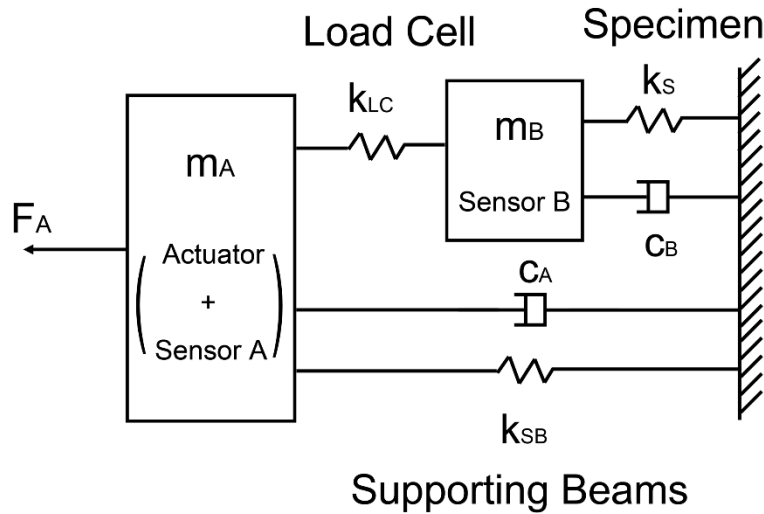 Load Cell
Specimen
kLC
kS
mB
mA
Sensor B
FA
cB
Actuator
+
Sensor A
cA
kSB
Supporting Beams